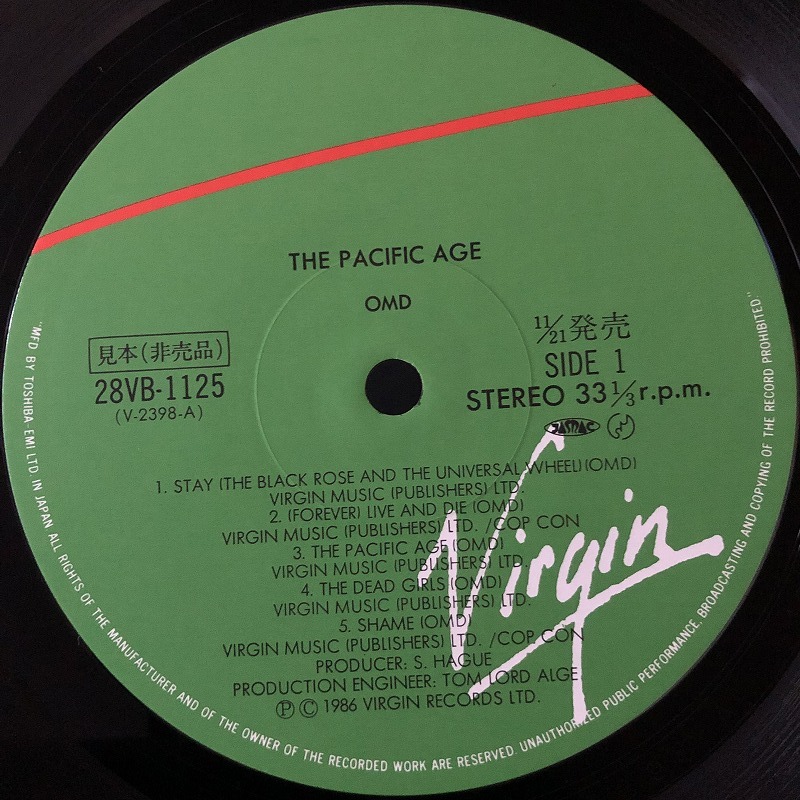 THE PACIFIC AGE
OMD
見本(非売品)
28VB-1125
(V-2398-A)
11/21発売
SIDE 1
STEREO 33 1/3 r.p.m.
JASRAC
1. STAY (THE BLACK ROSE AND THE UNIVERSAL WHEEL)(OMD)
VIRGIN MUSIC (PUBLISHERS) LTD.
2. (FOREVER) LIVE AND DIE (OMD)
VIRGIN MUSIC (PUBLISHERS) LTD. /COP CON
3. THE PACIFIC AGE (OMD)
VIRGIN MUSIC (PUBLISHERS) LTD.
4. THE DEAD GIRLS (OMD)
VIRGIN MUSIC (PUBLISHERS) LTD.
5. SHAME (OMD)
VIRGIN MUSIC (PUBLISHERS) LTD. /COP CON
PRODUCER: S. HAGUE
PRODUCTION ENGINEER: TOM LORD ALGE
Ⓟ Ⓒ 1986 VIRGIN RECORDS LTD.
Virgin
"MFD BY TOSHIBA-EMI LTD. IN JAPAN ALL RIGHTS OF THE MANUFACTURER AND OF THE OWNER OF THE RECORDED WORK ARE RESERVED. UNAUTHORIZED PUBLIC PERFORMANCE. BROADCASTING AND COPYING OF THE RECORD PROHIBITED."